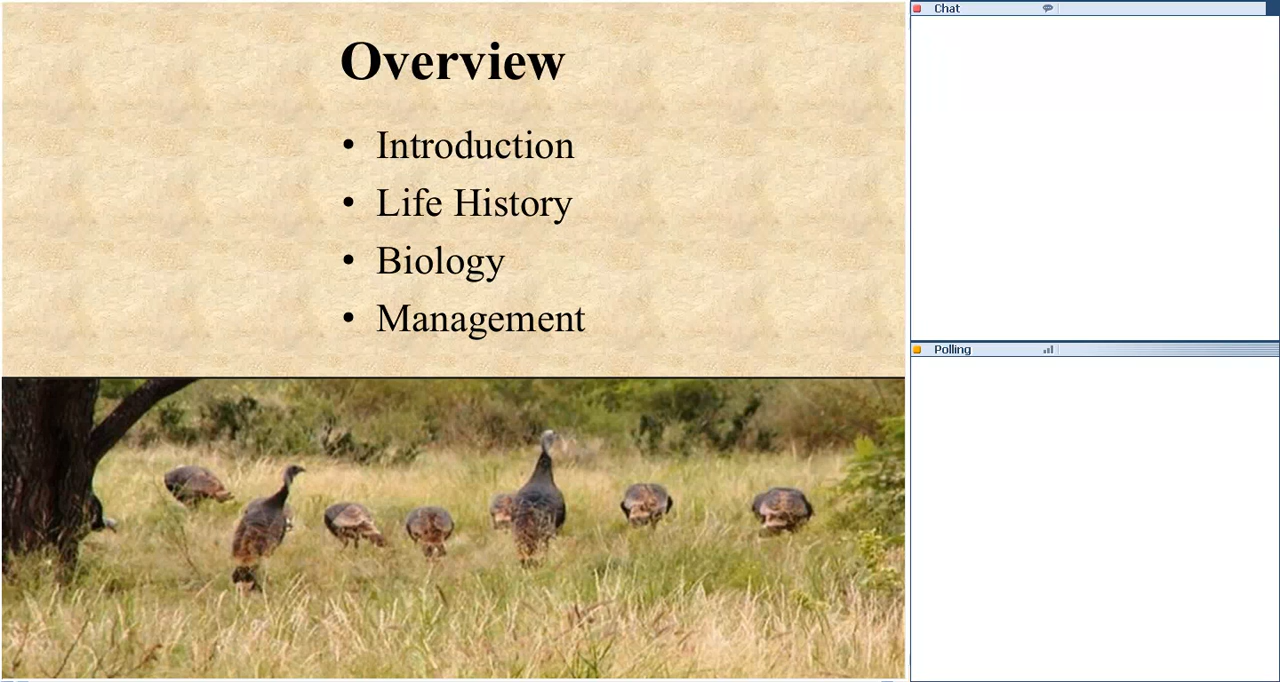 Overview
• Introduction
• Life History
• Biology
• Management
Chat
Polling